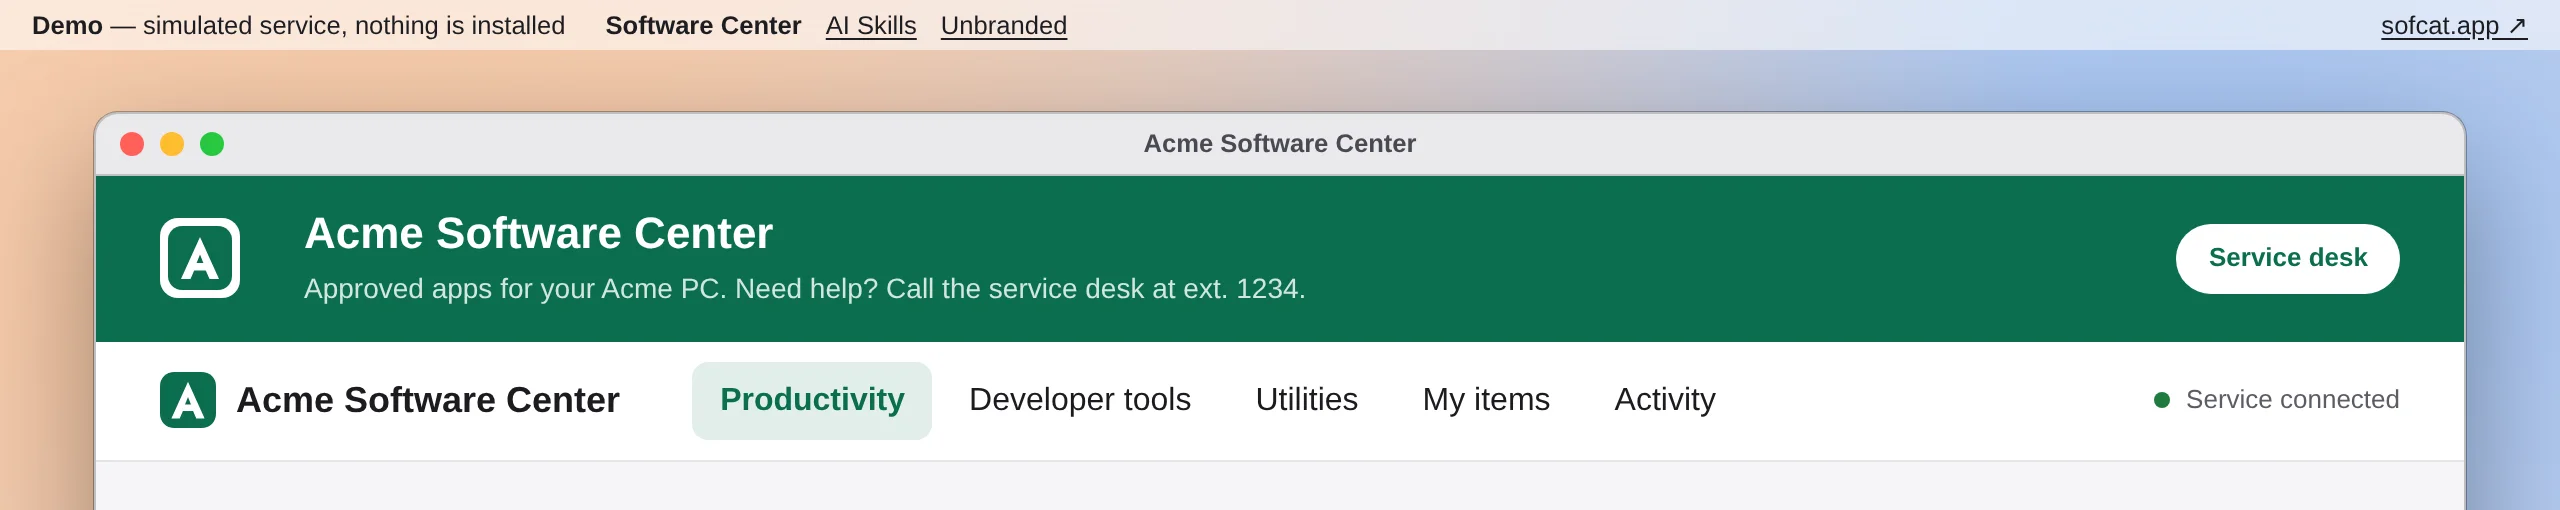 Demo — simulated service, nothing is installed Software Center AI Skills Unbranded sofcat.app ↗
Acme Software Center
Acme Software Center
Approved apps for your Acme PC. Need help? Call the service desk at ext. 1234.
Service desk
Acme Software Center Productivity Developer tools Utilities My items Activity Service connected